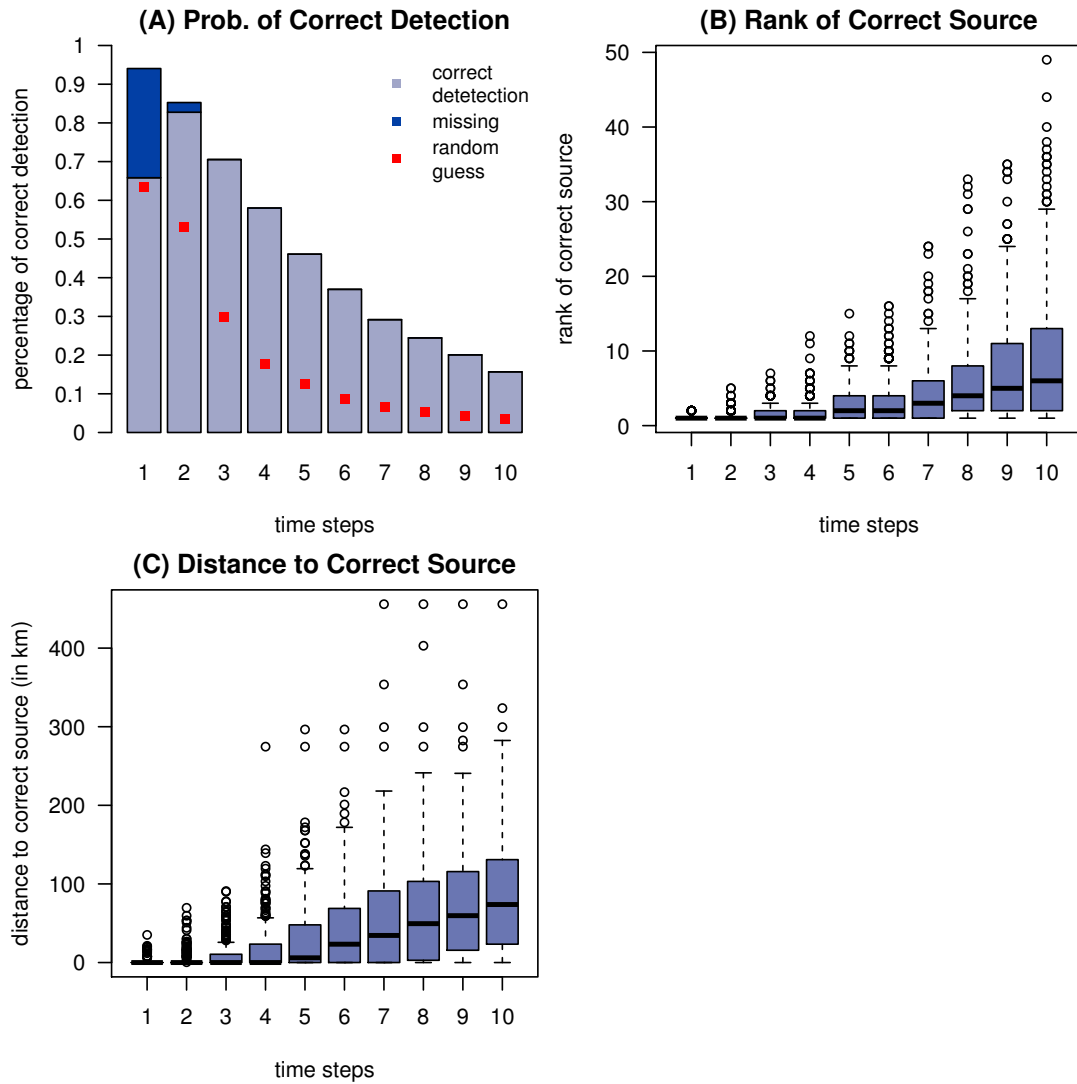 (A) Prob. of Correct Detection
percentage of correct detection
1
0.9
0.8
0.7
0.6
0.5
0.4
0.3
0.2
0.1
0
correct
detetection
missing
random
guess
1 2 3 4 5 6 7 8 9 10
time steps
(B) Rank of Correct Source
rank of correct source
50
40
30
20
10
0
1 2 3 4 5 6 7 8 9 10
time steps
(C) Distance to Correct Source
distance to correct source (in km)
400
300
200
100
0
1 2 3 4 5 6 7 8 9 10
time steps